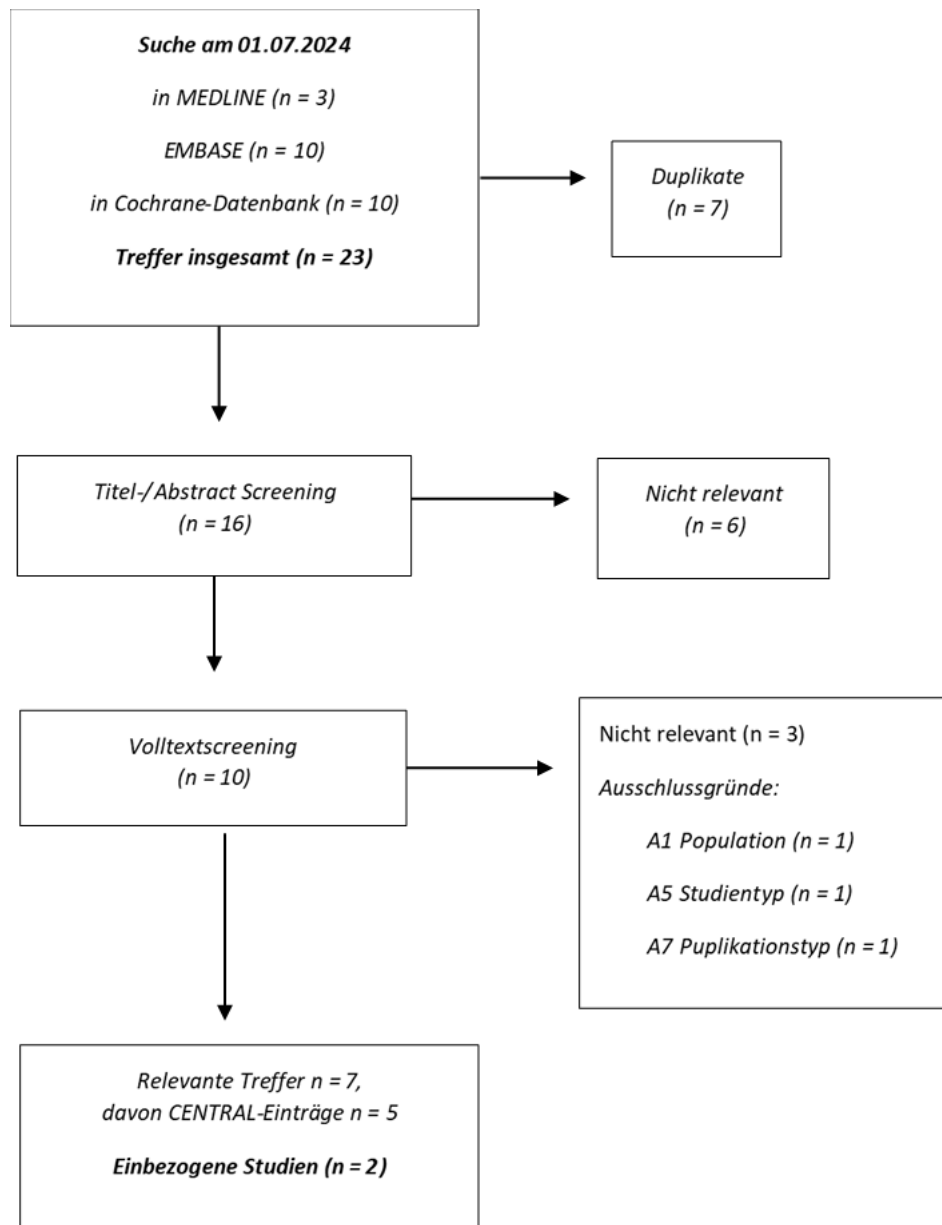 Suche am 01.07.2024
in MEDLINE (n = 3)
EMBASE (n = 10)
in Cochrane-Datenbank (n = 10)
Treffer insgesamt (n = 23)
Duplikate
(n = 7)
Titel-/Abstract Screening
(n = 16)
Nicht relevant
(n = 6)
Volltextscreening
(n = 10)
Nicht relevant (n = 3)
Ausschlussgründe:
A1 Population (n = 1)
A5 Studientyp (n = 1)
A7 Puplikationstyp (n = 1)
Relevante Treffer n = 7,
davon CENTRAL-Einträge n = 5
Einbezogene Studien (n = 2)